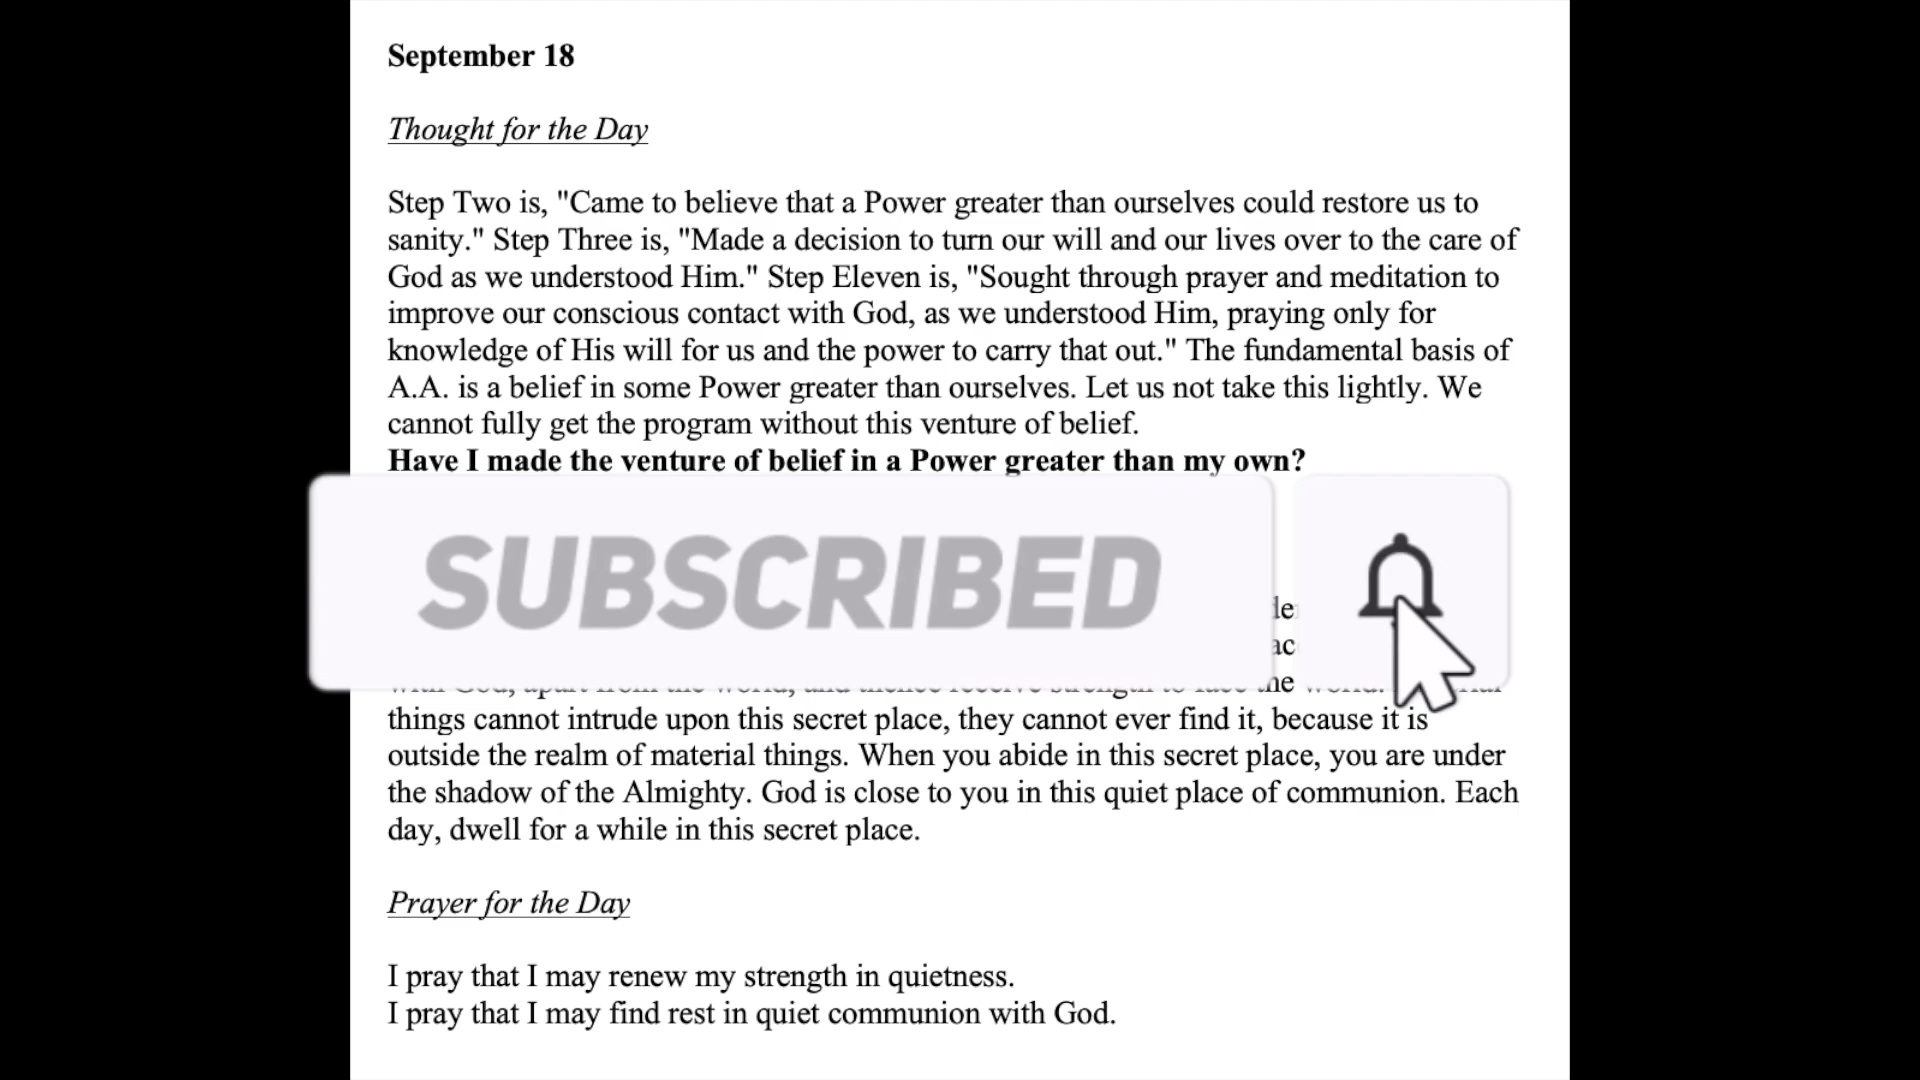 September 18
Thought for the Day
Step Two is, "Came to believe that a Power greater than ourselves could restore us to
sanity." Step Three is, "Made a decision to turn our will and our lives over to the care of
God as we understood Him." Step Eleven is, "Sought through prayer and meditation to
improve our conscious contact with God, as we understood Him, praying only for
knowledge of His will for us and the power to carry that out." The fundamental basis of
A.A. is a belief in some Power greater than ourselves. Let us not take this lightly. We
cannot fully get the program without this venture of belief.
Have I made the venture of belief in a Power greater than my own?
SUBSCRIBED
things cannot intrude upon this secret place, they cannot ever find it, because it is
outside the realm of material things. When you abide in this secret place, you are under
the shadow of the Almighty. God is close to you in this quiet place of communion. Each
day, dwell for a while in this secret place.
Prayer for the Day
I pray that I may renew my strength in quietness.
I pray that I may find rest in quiet communion with God.